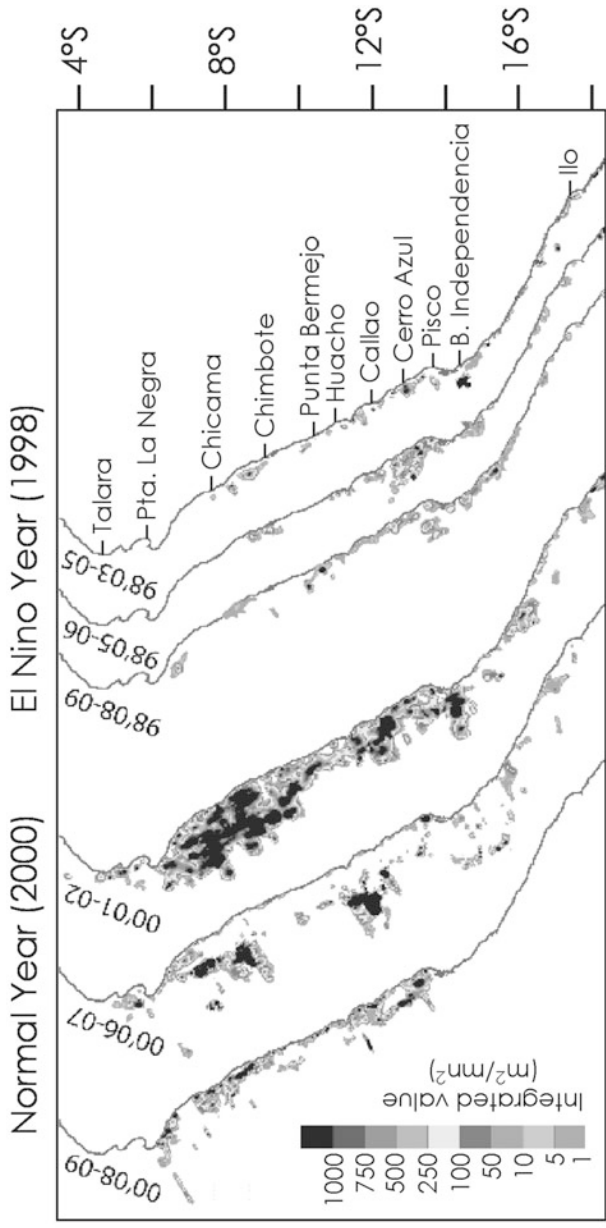 Normal Year (2000)
El Nino Year (1998)
00'08-09
00'06-07
00'01-02
98'08-09
98'05-06
98'03-05
Talara
Pta. La Negra
Chicama
Chimbote
Punta Bermejo
Huacho
Callao
Cerro Azul
Pisco
B. Independencia
Ilo
4°S
8°S
12°S
16°S
Integrated value
(m²/mn²)
1000
750
500
250
100
50
10
5
1